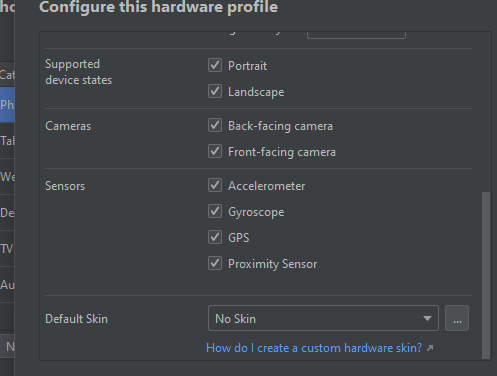 ho
Configure this hardware profile
Cat
Ph
Tab
We
De
TV
Au
N
Supported
device states
Portrait
Landscape
Cameras
Back-facing camera
Front-facing camera
Sensors
Accelerometer
Gyroscope
GPS
Proximity Sensor
Default Skin
No Skin
...
How do I create a custom hardware skin? ↗